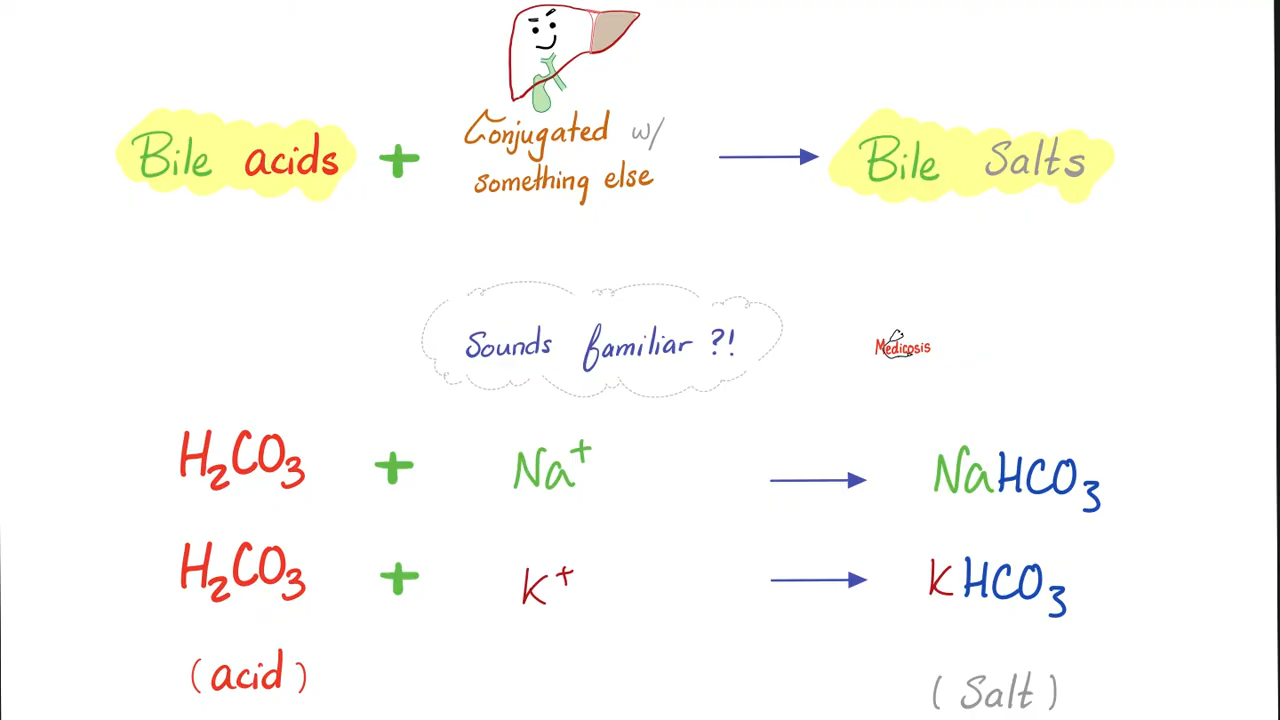 Bile acids + Conjugated w/ something else → Bile Salts
Sounds familiar ?!
Medicosis
H₂CO₃ + Na⁺ → NaHCO₃
H₂CO₃ + K⁺ → KHCO₃
(acid) (Salt)